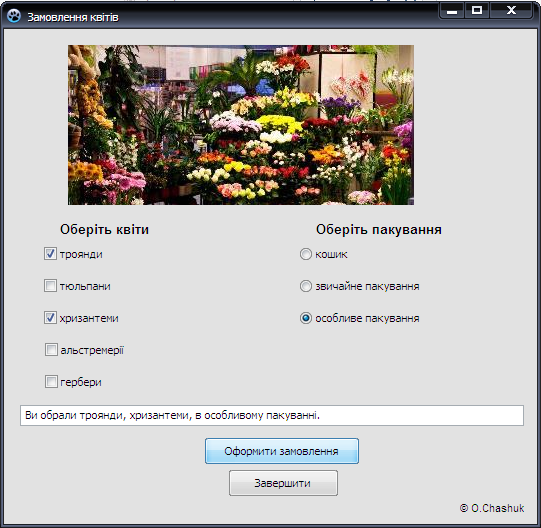 Замовлення квітів
Оберіть квіти
Оберіть пакування
троянди
кошик
тюльпани
звичайне пакування
хризантеми
особливе пакування
альстремерії
гербери
Ви обрали троянди, хризантеми, в особливому пакуванні.
Оформити замовлення
Завершити
© O.Chashuk